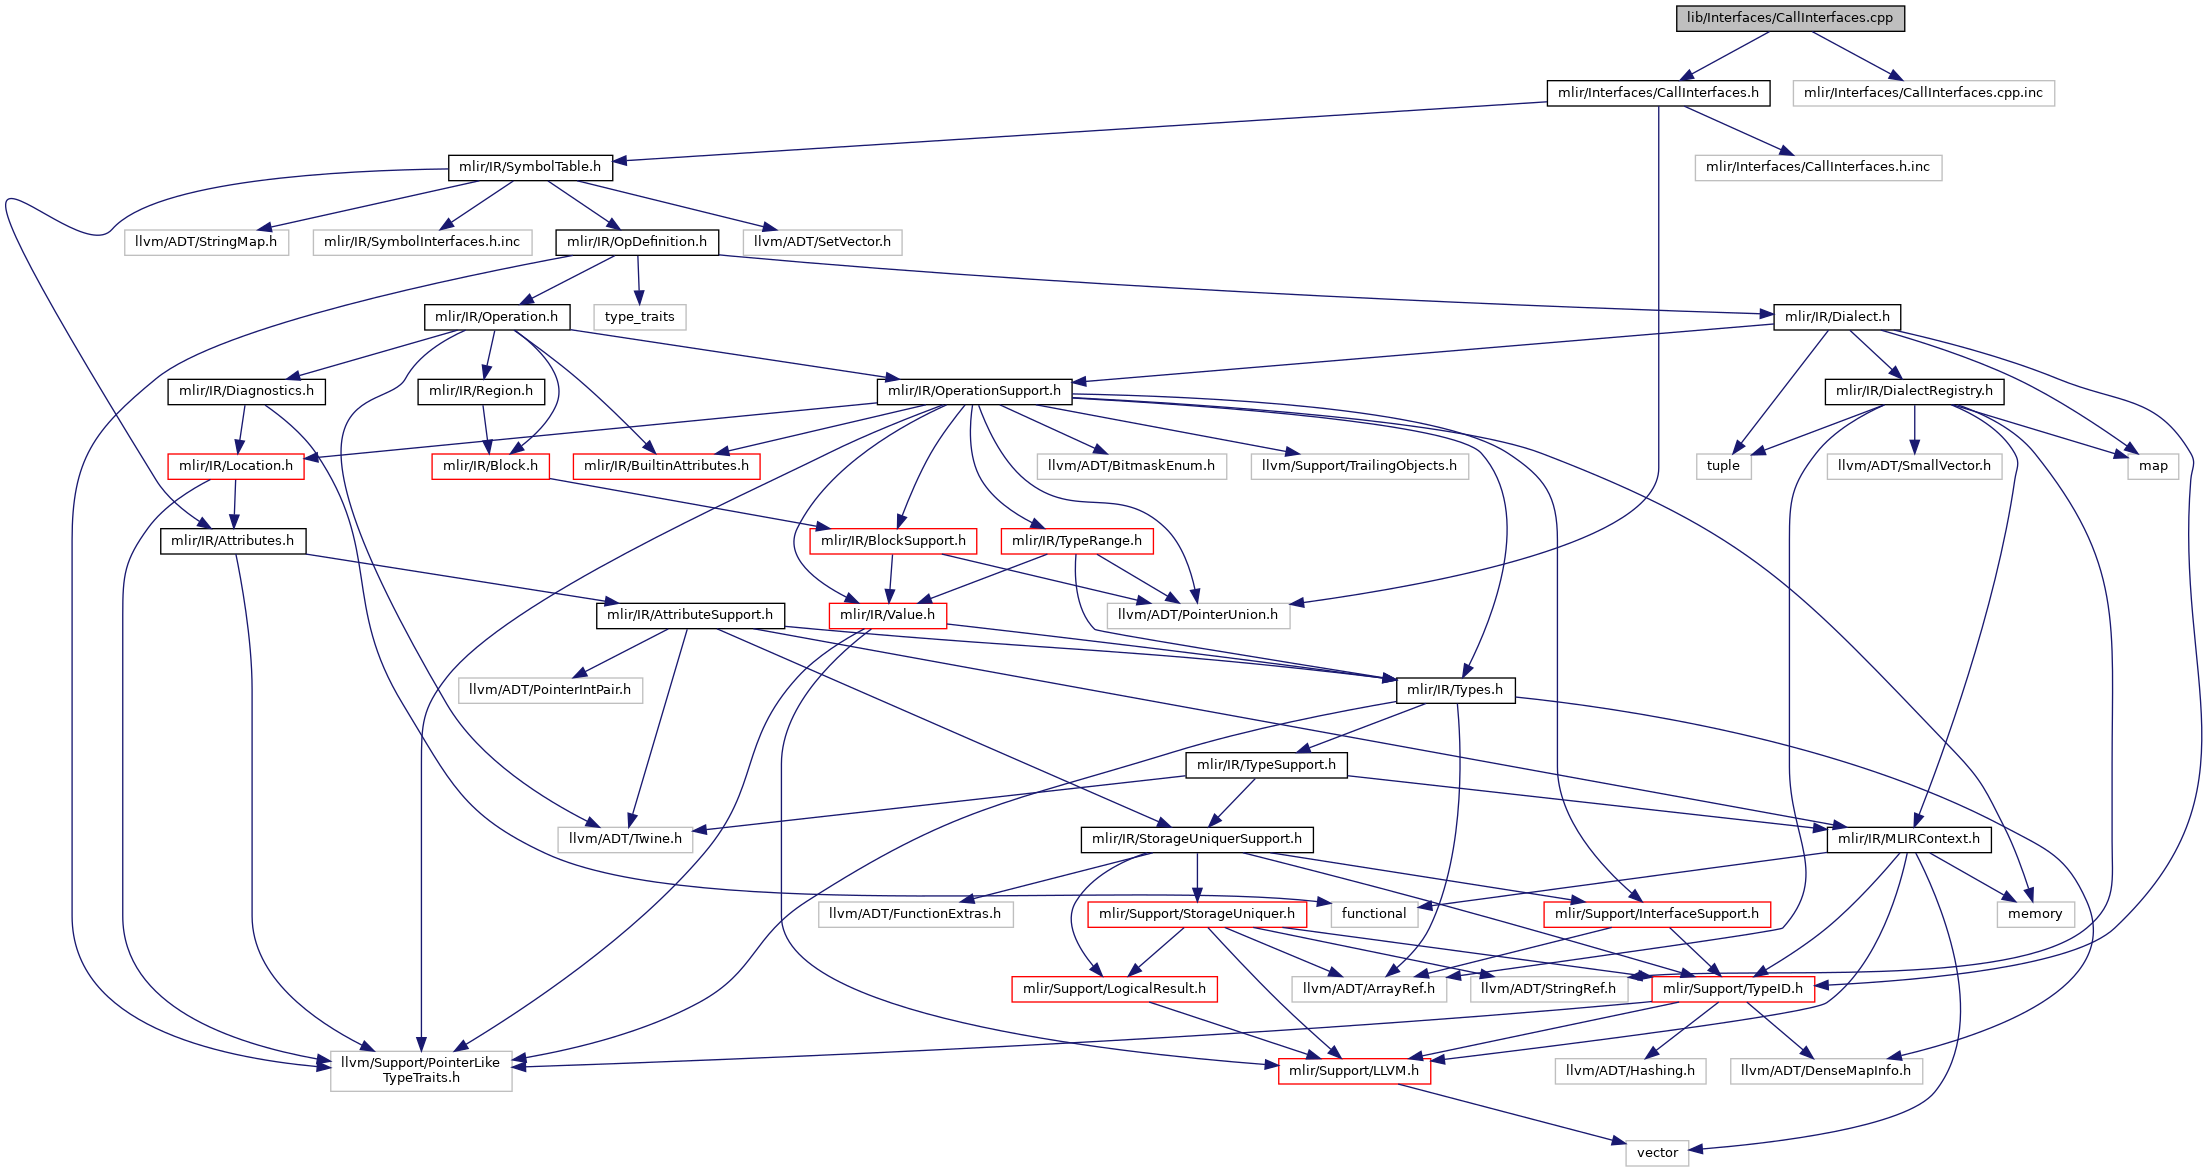 lib/Interfaces/CallInterfaces.cpp
mlir/Interfaces/CallInterfaces.h
mlir/Interfaces/CallInterfaces.cpp.inc
mlir/IR/SymbolTable.h
mlir/Interfaces/CallInterfaces.h.inc
llvm/ADT/StringMap.h
mlir/IR/SymbolInterfaces.h.inc
mlir/IR/OpDefinition.h
llvm/ADT/SetVector.h
mlir/IR/Operation.h
type_traits
mlir/IR/Dialect.h
mlir/IR/Diagnostics.h
mlir/IR/Region.h
mlir/IR/OperationSupport.h
mlir/IR/DialectRegistry.h
mlir/IR/Location.h
mlir/IR/Block.h
mlir/IR/BuiltinAttributes.h
llvm/ADT/BitmaskEnum.h
llvm/Support/TrailingObjects.h
tuple
llvm/ADT/SmallVector.h
map
mlir/IR/Attributes.h
mlir/IR/BlockSupport.h
mlir/IR/TypeRange.h
mlir/IR/AttributeSupport.h
mlir/IR/Value.h
llvm/ADT/PointerUnion.h
llvm/ADT/PointerIntPair.h
mlir/IR/Types.h
mlir/IR/TypeSupport.h
llvm/ADT/Twine.h
mlir/IR/StorageUniquerSupport.h
mlir/IR/MLIRContext.h
llvm/ADT/FunctionExtras.h
mlir/Support/StorageUniquer.h
functional
mlir/Support/InterfaceSupport.h
memory
mlir/Support/LogicalResult.h
llvm/ADT/ArrayRef.h
llvm/ADT/StringRef.h
mlir/Support/TypeID.h
llvm/Support/PointerLike
TypeTraits.h
mlir/Support/LLVM.h
llvm/ADT/Hashing.h
llvm/ADT/DenseMapInfo.h
vector